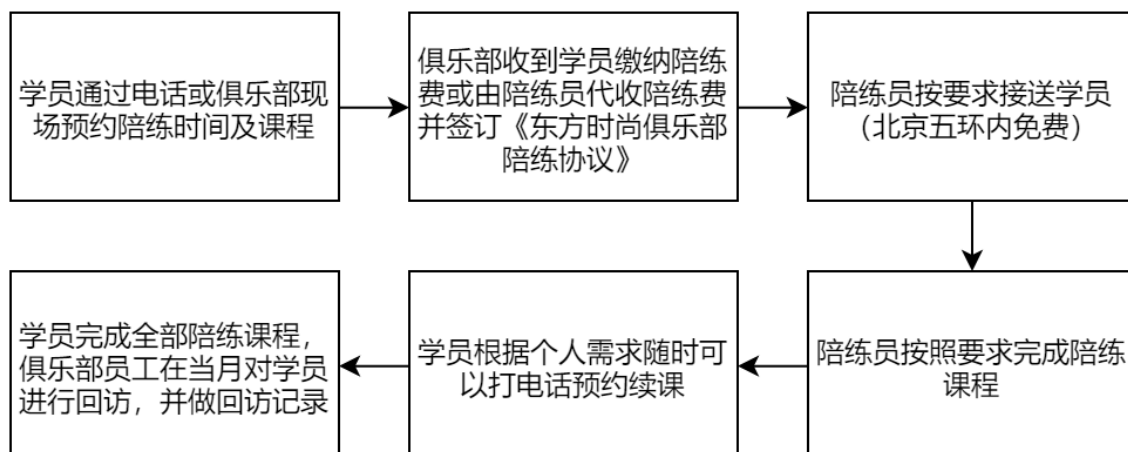 学员通过电话或俱乐部现
场预约陪练时间及课程
俱乐部收到学员缴纳陪练
费或由陪练员代收陪练费
并签订《东方时尚俱乐部
陪练协议》
陪练员按要求接送学员
（北京五环内免费）
陪练员按照要求完成陪练
课程
学员根据个人需求随时可
以打电话预约续课
学员完成全部陪练课程，
俱乐部员工在当月对学员
进行回访，并做回访记录